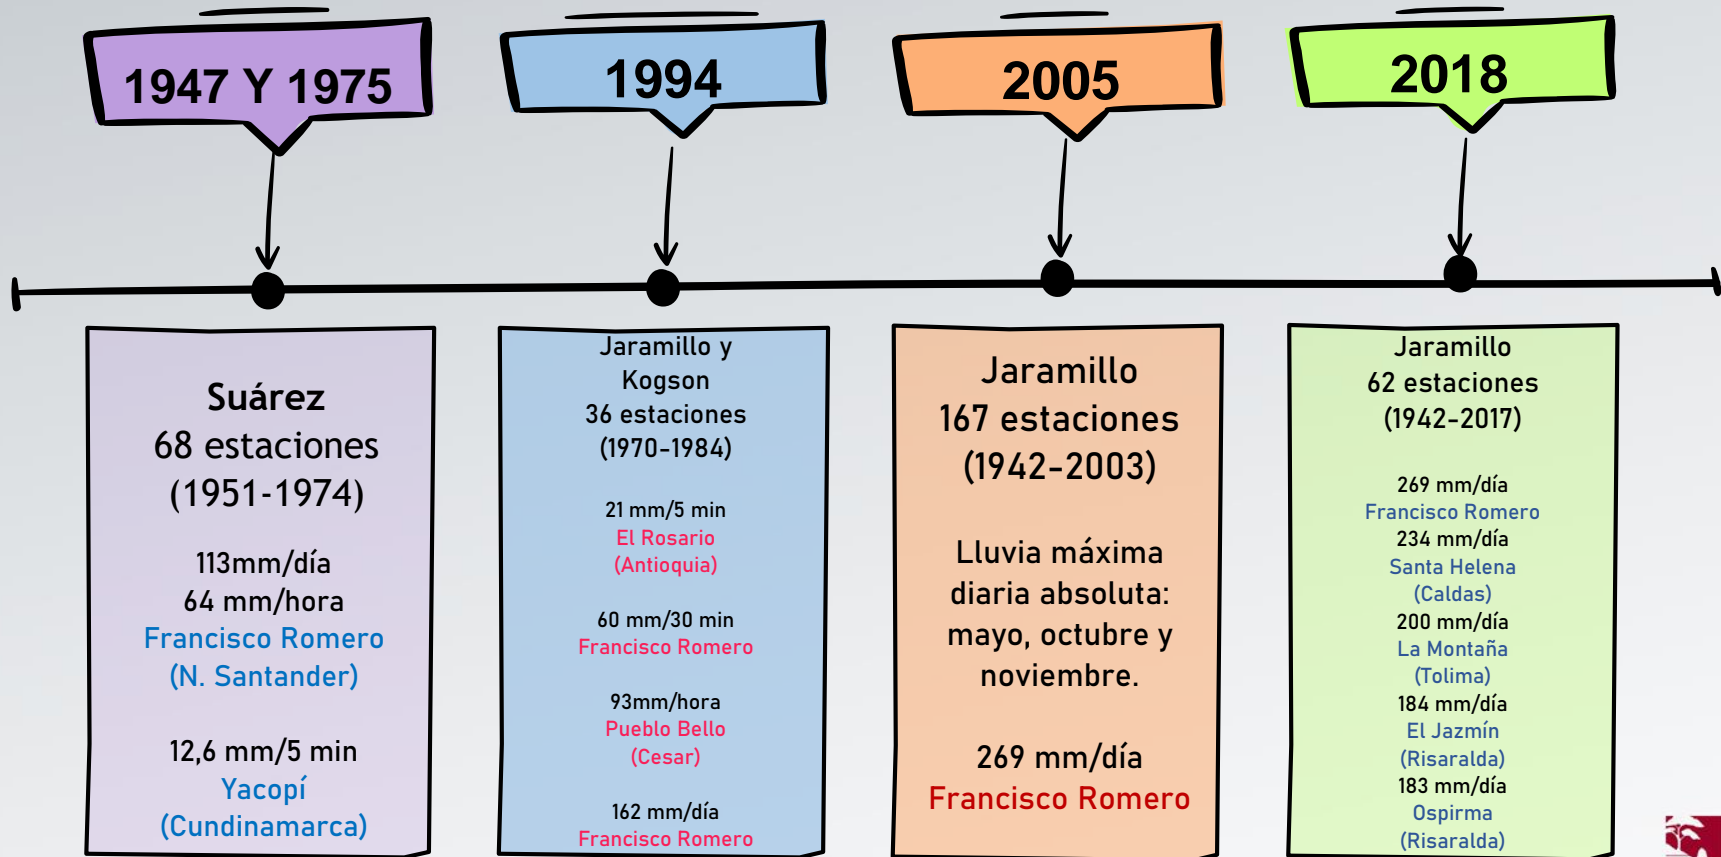 1947 Y 1975
Suárez
68 estaciones
(1951-1974)
113mm/día
64 mm/hora
Francisco Romero
(N. Santander)
12,6 mm/5 min
Yacopí
(Cundinamarca)
1994
Jaramillo y
Kogson
36 estaciones
(1970-1984)
21 mm/5 min
El Rosario
(Antioquia)
60 mm/30 min
Francisco Romero
93mm/hora
Pueblo Bello
(Cesar)
162 mm/día
Francisco Romero
2005
Jaramillo
167 estaciones
(1942-2003)
Lluvia máxima
diaria absoluta:
mayo, octubre y
noviembre.
269 mm/día
Francisco Romero
2018
Jaramillo
62 estaciones
(1942-2017)
269 mm/día
Francisco Romero
234 mm/día
Santa Helena
(Caldas)
200 mm/día
La Montaña
(Tolima)
184 mm/día
El Jazmín
(Risaralda)
183 mm/día
Ospirma
(Risaralda)